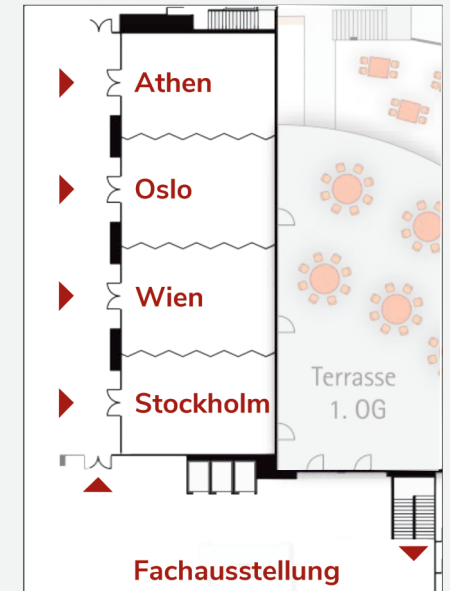 Athen
Oslo
Wien
Stockholm
Terrasse
1. OG
Fachausstellung